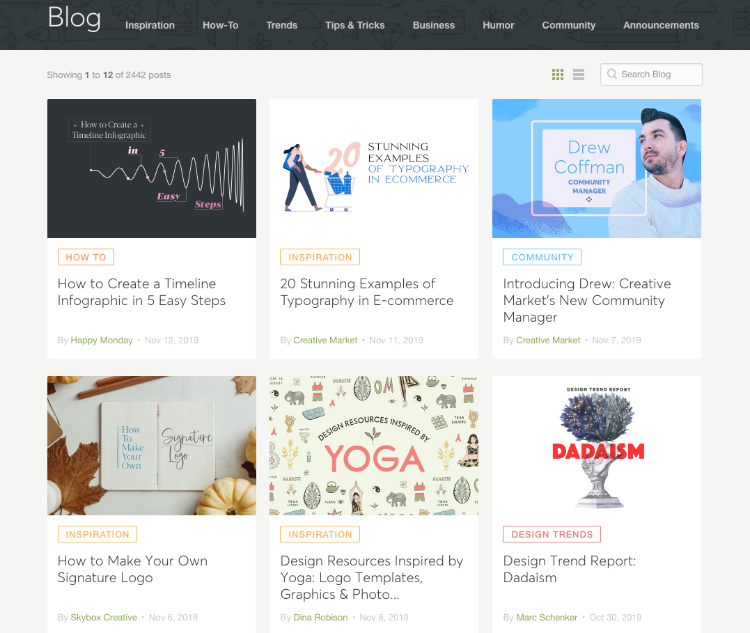 Blog
Inspiration How-To Trends Tips & Tricks Business Humor Community Announcements
Showing 1 to 12 of 2442 posts
Search Blog
How to Create a
Timeline Infographic
in 5
Easy Steps
20 STUNNING
EXAMPLES
OF TYPOGRAPHY
IN ECOMMERCE
Drew
Coffman
COMMUNITY
MANAGER
HOW TO
How to Create a Timeline
Infographic in 5 Easy Steps
By Happy Monday • Nov 12, 2019
INSPIRATION
20 Stunning Examples of
Typography in E-commerce
By Creative Market • Nov 11, 2019
COMMUNITY
Introducing Drew: Creative
Market's New Community
Manager
By Creative Market • Nov 7, 2019
How
To
Make
Your
Own
Signature
Logo
DESIGN RESOURCES INSPIRED BY
YOGA
DESIGN TREND REPORT
DADAISM
INSPIRATION
How to Make Your Own
Signature Logo
By Skybox Creative • Nov 6, 2019
INSPIRATION
Design Resources Inspired by
Yoga: Logo Templates,
Graphics & Photo...
By Dina Robison • Nov 8, 2019
DESIGN TRENDS
Design Trend Report:
Dadaism
By Marc Schenker • Oct 30, 2019